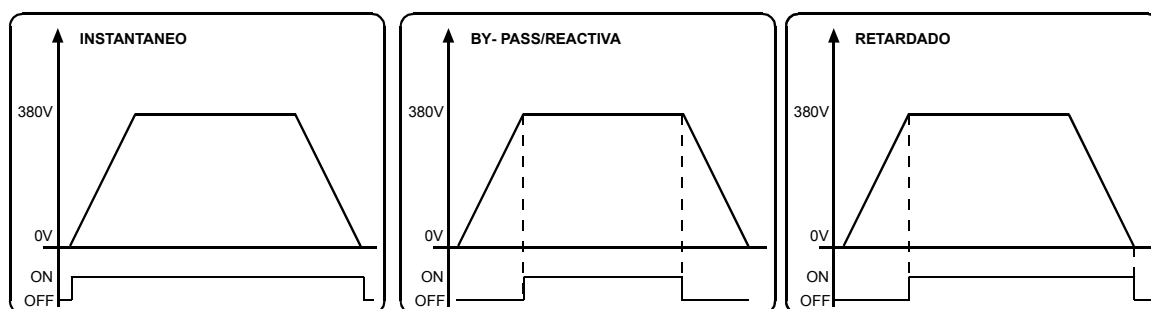 INSTANTANEO
380V
0V
ON
OFF
BY- PASS/REACTIVA
380V
0V
ON
OFF
RETARDADO
380V
0V
ON
OFF